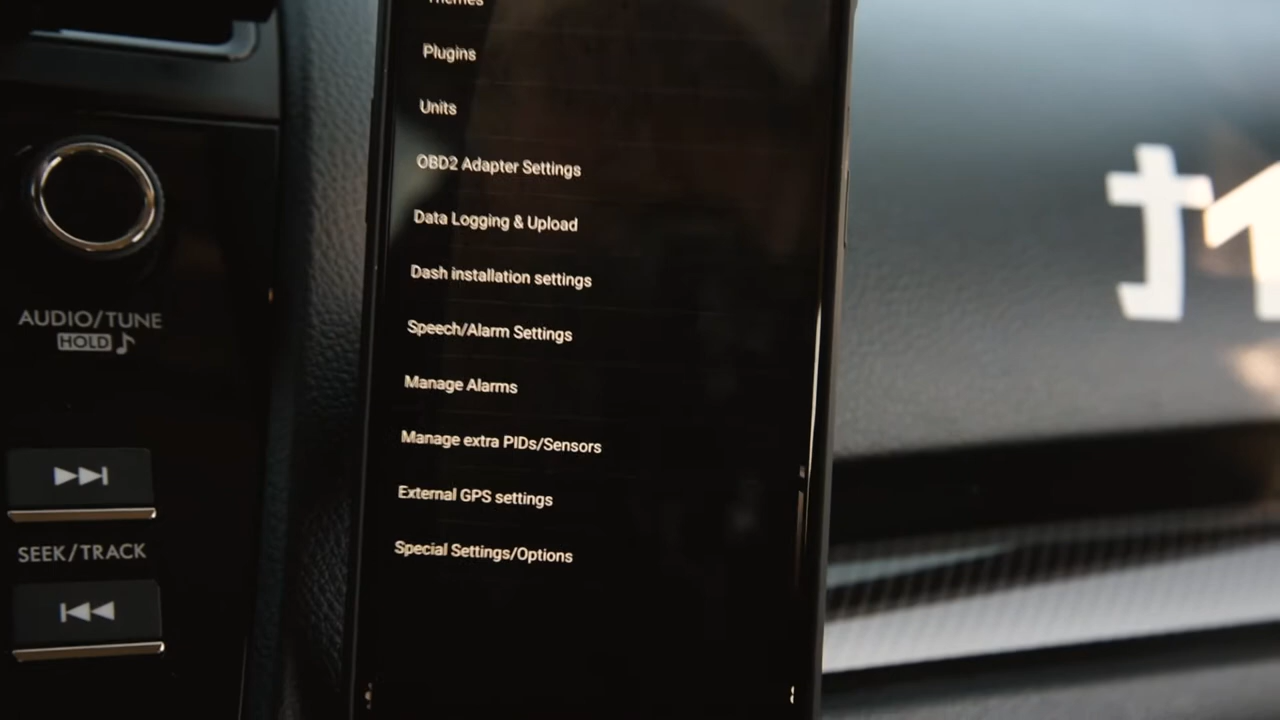 Themes
Plugins
Units
OBD2 Adapter Settings
Data Logging & Upload
Dash installation settings
Speech/Alarm Settings
Manage Alarms
Manage extra PIDs/Sensors
External GPS settings
Special Settings/Options
AUDIO/TUNE
HOLD
SEEK/TRACK